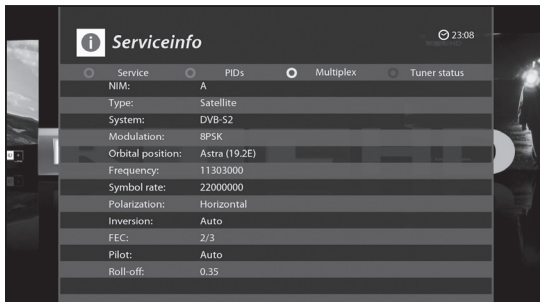 Serviceinfo
23:08
Service PIDs Multiplex Tuner status
NIM: A
Type: Satellite
System: DVB-S2
Modulation: 8PSK
Orbital position: Astra (19.2E)
Frequency: 11303000
Symbol rate: 22000000
Polarization: Horizontal
Inversion: Auto
FEC: 2/3
Pilot: Auto
Roll-off: 0.35